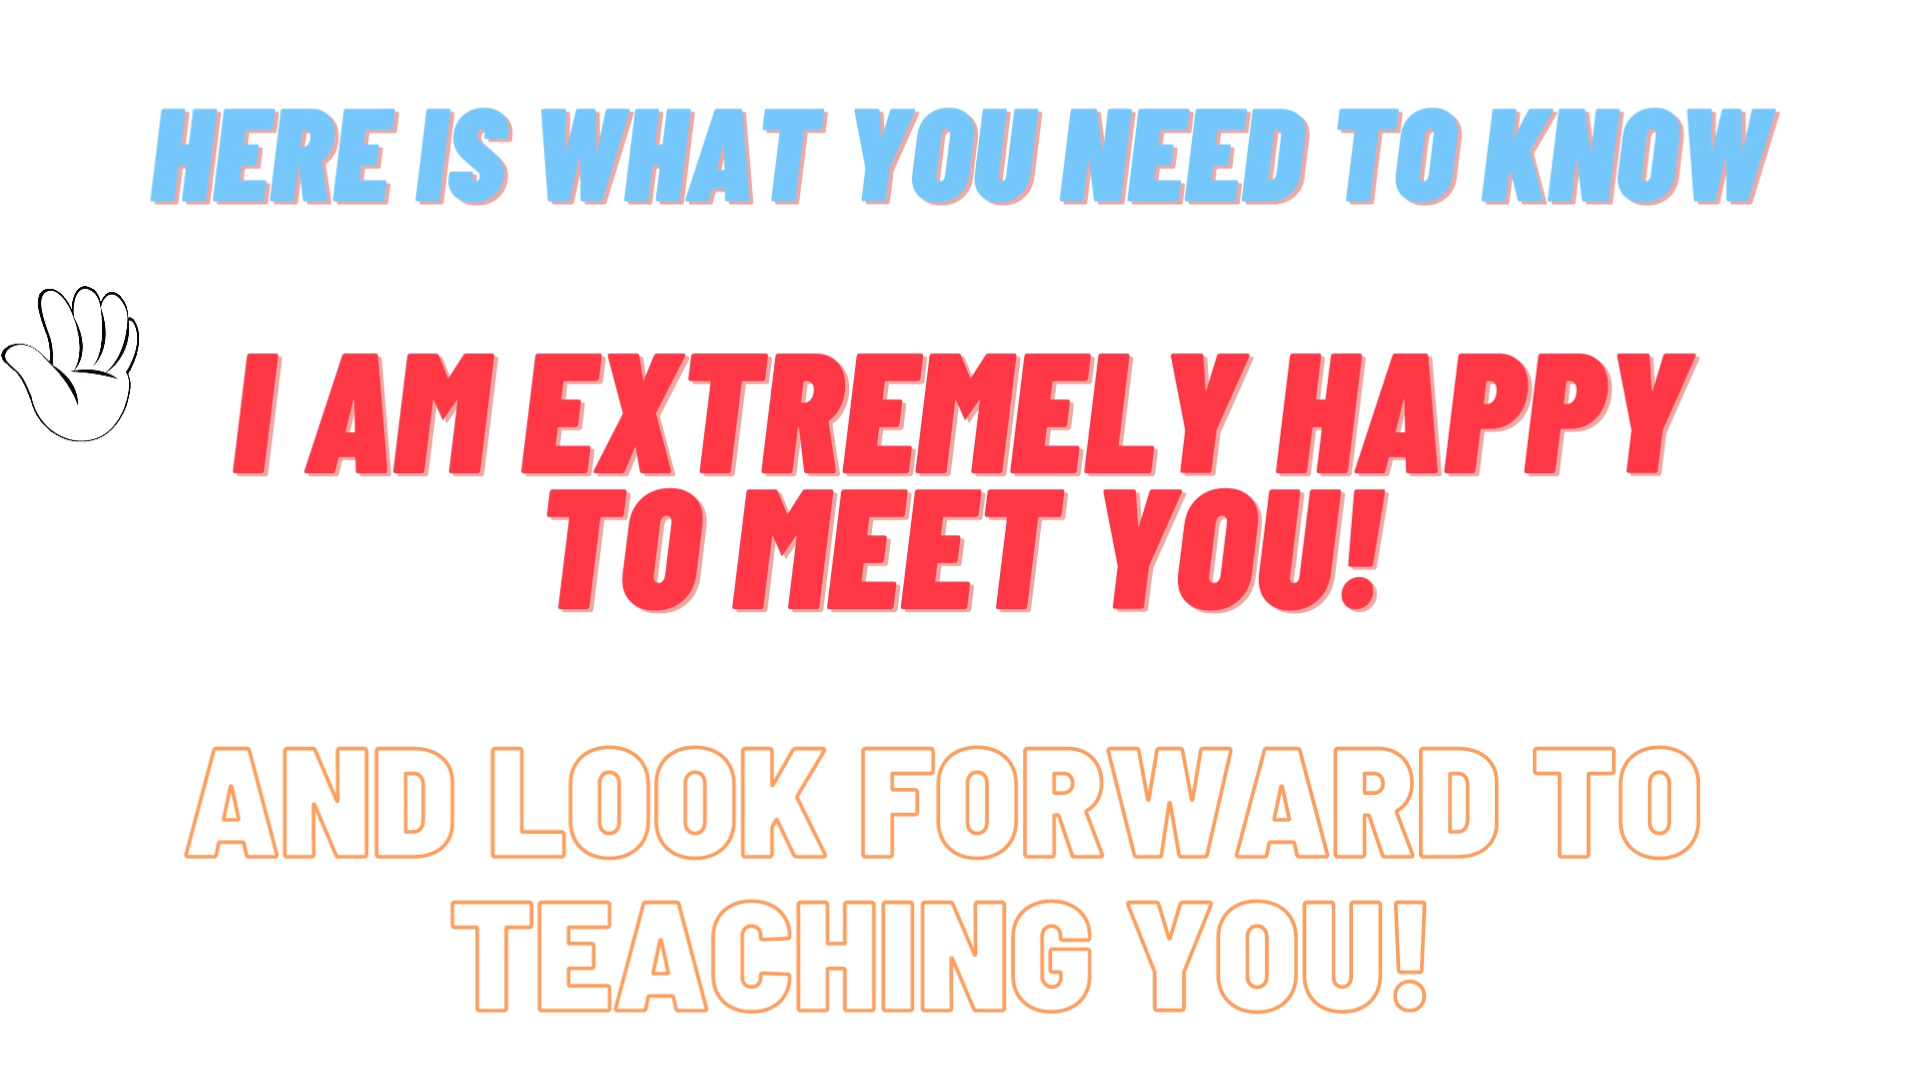 HERE IS WHAT YOU NEED TO KNOW
I AM EXTREMELY HAPPY
TO MEET YOU!
AND LOOK FORWARD TO
TEACHING YOU!